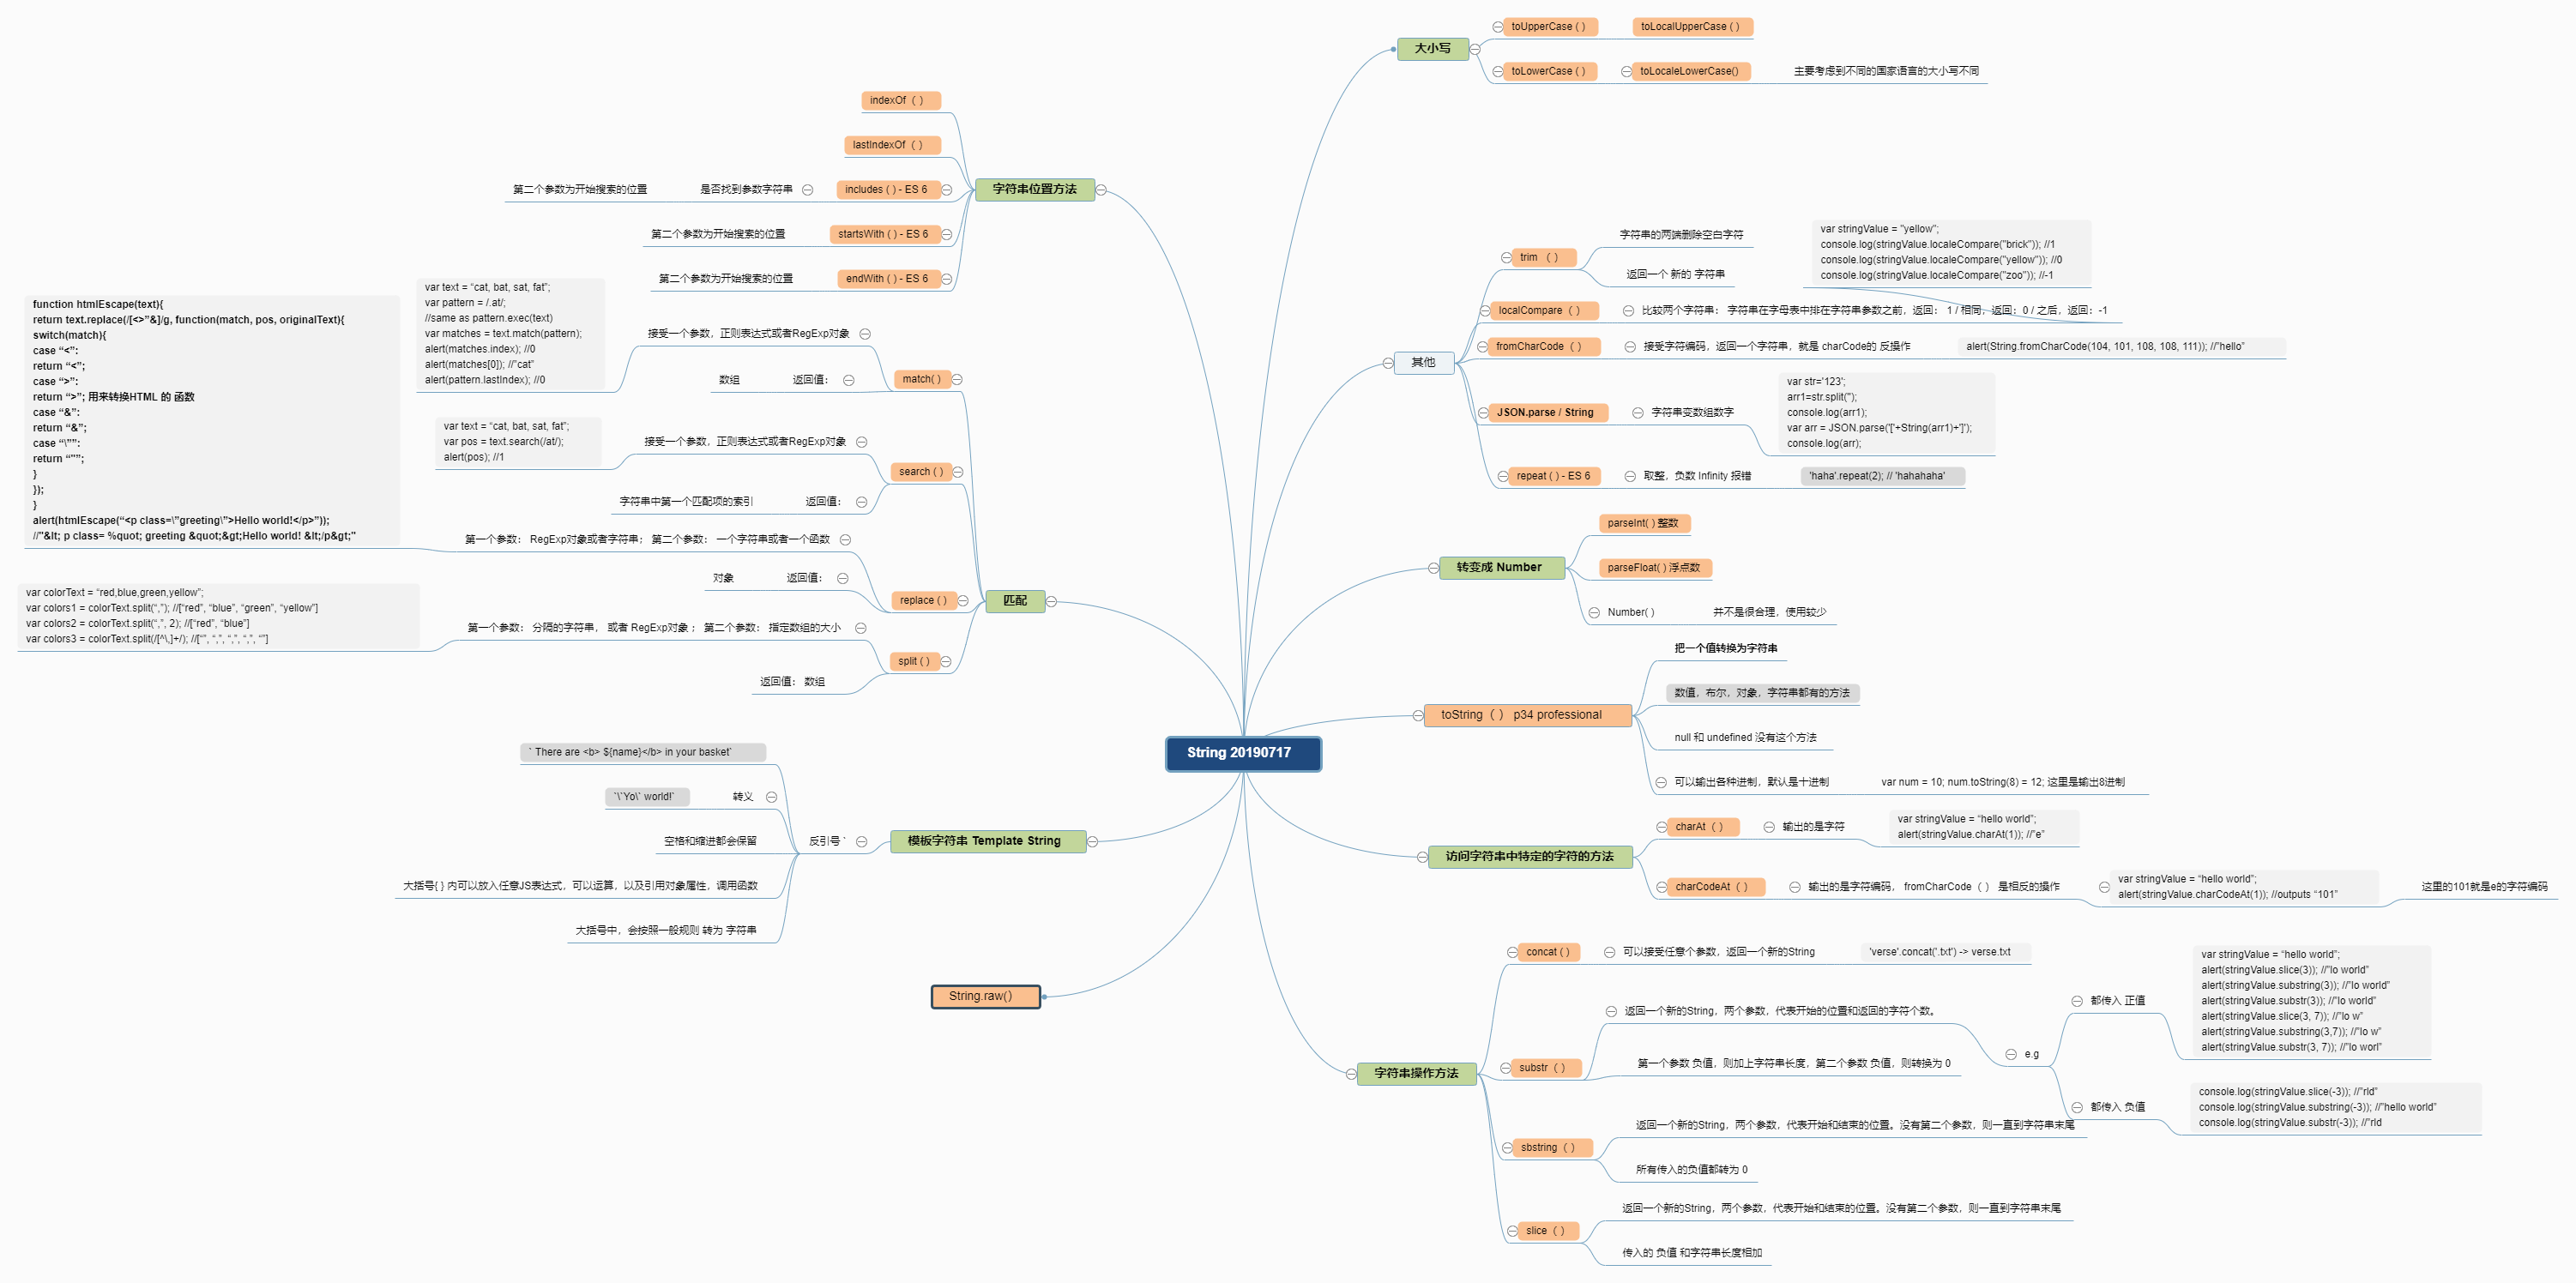 String 20190717
大小写
toUpperCase ( )
toLocalUpperCase ( )
toLowerCase ( )
toLocaleLowerCase()
主要考虑到不同的国家语言的大小写不同
其他
trim （ ）
字符串的两端删除空白字符
返回一个 新的 字符串
localCompare （ ）
比较两个字符串： 字符串在字母表中排在字符串参数之前，返回： 1 / 相同，返回：0 / 之后，返回：-1
var stringValue = "yellow";
console.log(stringValue.localeCompare("brick")); //1
console.log(stringValue.localeCompare("yellow")); //0
console.log(stringValue.localeCompare("zoo")); //-1
fromCharCode （ ）
接受字符编码，返回一个字符串，就是 charCode的 反操作
alert(String.fromCharCode(104, 101, 108, 108, 111)); //”hello”
JSON.parse / String
字符串变数组数字
var str='123';
arr1=str.split('');
console.log(arr1);
var arr = JSON.parse('['+String(arr1)+']');
console.log(arr);
repeat ( ) - ES 6
取整，负数 Infinity 报错
'haha'.repeat(2); // 'hahahaha'
转变成 Number
parseInt( ) 整数
parseFloat( ) 浮点数
Number( )
并不是很合理，使用较少
toString（ ） p34 professional
把一个值转换为字符串
数值，布尔，对象，字符串都有的方法
null 和 undefined 没有这个方法
可以输出各种进制，默认是十进制
var num = 10; num.toString(8) = 12; 这里是输出8进制
访问字符串中特定的字符的方法
charAt （ ）
输出的是字符
var stringValue = “hello world”;
alert(stringValue.charAt(1)); //”e”
charCodeAt （ ）
输出的是字符编码， fromCharCode（ ） 是相反的操作
var stringValue = “hello world”;
alert(stringValue.charCodeAt(1)); //outputs “101”
这里的101就是e的字符编码
字符串操作方法
concat ( )
可以接受任意个参数，返回一个新的String
'verse'.concat('.txt') -> verse.txt
substr （ ）
返回一个新的String，两个参数，代表开始的位置和返回的字符个数。
e.g
都传入 正值
var stringValue = “hello world”;
alert(stringValue.slice(3)); //”lo world”
alert(stringValue.substring(3)); //”lo world”
alert(stringValue.substr(3)); //”lo world”
alert(stringValue.slice(3, 7)); //”lo w”
alert(stringValue.substring(3,7)); //”lo w”
alert(stringValue.substr(3, 7)); //”lo worl”
都传入 负值
console.log(stringValue.slice(-3)); //”rld”
console.log(stringValue.substring(-3)); //”hello world”
console.log(stringValue.substr(-3)); //”rld
第一个参数 负值，则加上字符串长度，第二个参数 负值，则转换为 0
sbstring （ ）
返回一个新的String，两个参数，代表开始和结束的位置。没有第二个参数，则一直到字符串末尾
所有传入的负值都转为 0
slice （ ）
返回一个新的String，两个参数，代表开始和结束的位置。没有第二个参数，则一直到字符串末尾
传入的 负值 和字符串长度相加
字符串位置方法
indexOf （ ）
lastIndexOf （ ）
includes ( ) - ES 6
是否找到参数字符串
第二个参数为开始搜索的位置
startsWith ( ) - ES 6
第二个参数为开始搜索的位置
endWith ( ) - ES 6
第二个参数为开始搜索的位置
匹配
match( )
接受一个参数，正则表达式或者RegExp对象
var text = “cat, bat, sat, fat”;
var pattern = /.at/;
//same as pattern.exec(text)
var matches = text.match(pattern);
alert(matches.index); //0
alert(matches[0]); //”cat”
alert(pattern.lastIndex); //0
返回值：
数组
search ( )
接受一个参数，正则表达式或者RegExp对象
var text = “cat, bat, sat, fat”;
var pos = text.search(/at/);
alert(pos); //1
返回值：
字符串中第一个匹配项的索引
replace ( )
第一个参数： RegExp对象或者字符串； 第二个参数： 一个字符串或者一个函数
function htmlEscape(text){
return text.replace(/[<>”&]/g, function(match, pos, originalText){
switch(match){
case “<”:
return “<”;
case “>”:
return “>”; 用来转换HTML 的 函数
case “&”:
return “&”;
case “\””:
return “"”;
}
});
}
alert(htmlEscape(“<p class=\”greeting\”>Hello world!</p>”));
//"&lt; p class= %quot; greeting &quot;&gt;Hello world! &lt;/p&gt;"
返回值：
对象
split ( )
第一个参数： 分隔的字符串， 或者 RegExp对象； 第二个参数： 指定数组的大小
var colorText = “red,blue,green,yellow”;
var colors1 = colorText.split(“,”); //[“red”, “blue”, “green”, “yellow”]
var colors2 = colorText.split(“,”, 2); //[“red”, “blue”]
var colors3 = colorText.split(/[^\,]+/); //[“”, “,”, “,”, “,”, “”]
返回值： 数组
模板字符串 Template String
反引号 `
` There are <b> ${name}</b> in your basket`
转义
`\`Yo\` world!`
空格和缩进都会保留
大括号{ } 内可以放入任意JS表达式，可以运算，以及引用对象属性，调用函数
大括号中，会按照一般规则 转为 字符串
String.raw()